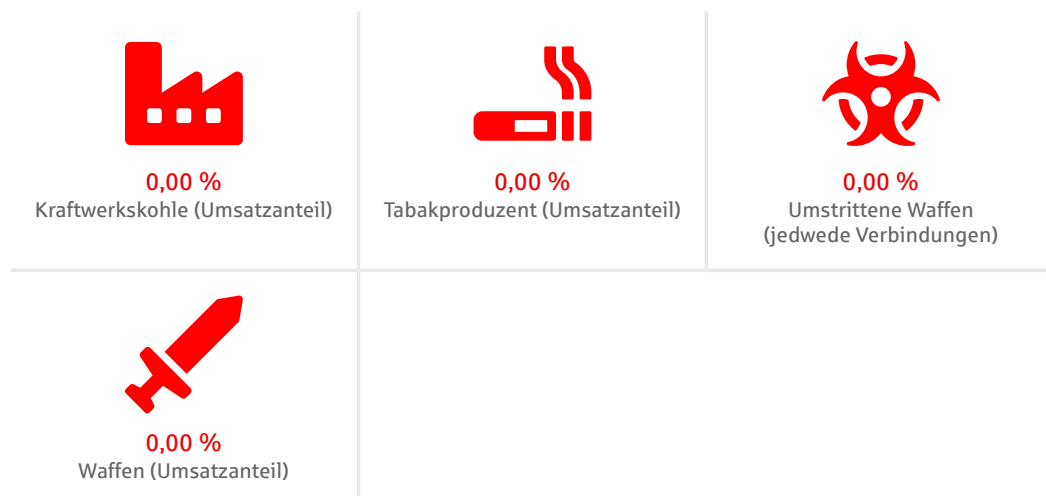 0,00 %
Kraftwerkskohle (Umsatzanteil)
0,00 %
Tabakproduzent (Umsatzanteil)
0,00 %
Umstrittene Waffen
(jedwede Verbindungen)
0,00 %
Waffen (Umsatzanteil)